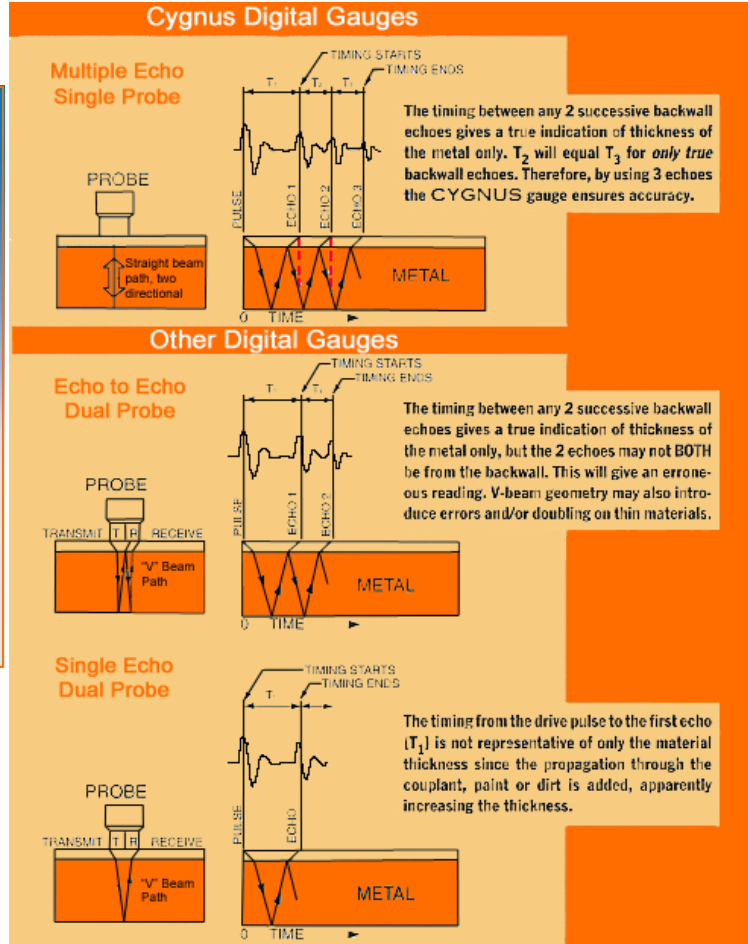 Cygnus Digital Gauges
Multiple Echo
Single Probe
TIMING STARTS
TIMING ENDS
T₁ T₂ T₃
PROBE
PULSE
ECHO 1
ECHO 2
ECHO 3
The timing between any 2 successive backwall
echoes gives a true indication of thickness of
the metal only. T₂ will equal T₃ for only true
backwall echoes. Therefore, by using 3 echoes
the CYGNUS gauge ensures accuracy.
Straight beam
path, two
directional
METAL
0 TIME
Other Digital Gauges
Echo to Echo
Dual Probe
TIMING STARTS
TIMING ENDS
T₁ T₂
PROBE
TRANSMIT T R RECEIVE
"V" Beam
Path
PULSE
ECHO 1
ECHO 2
The timing between any 2 successive backwall
echoes gives a true indication of thickness of
the metal only, but the 2 echoes may not BOTH
be from the backwall. This will give an errone-
ous reading. V-beam geometry may also intro-
duce errors and/or doubling on thin materials.
METAL
0 TIME
Single Echo
Dual Probe
TIMING STARTS
TIMING ENDS
T₁
PROBE
TRANSMIT T R RECEIVE
"V" Beam
Path
PULSE
ECHO
The timing from the drive pulse to the first echo
(T₁) is not representative of only the material
thickness since the propagation through the
couplant, paint or dirt is added, apparently
increasing the thickness.
METAL
0 TIME